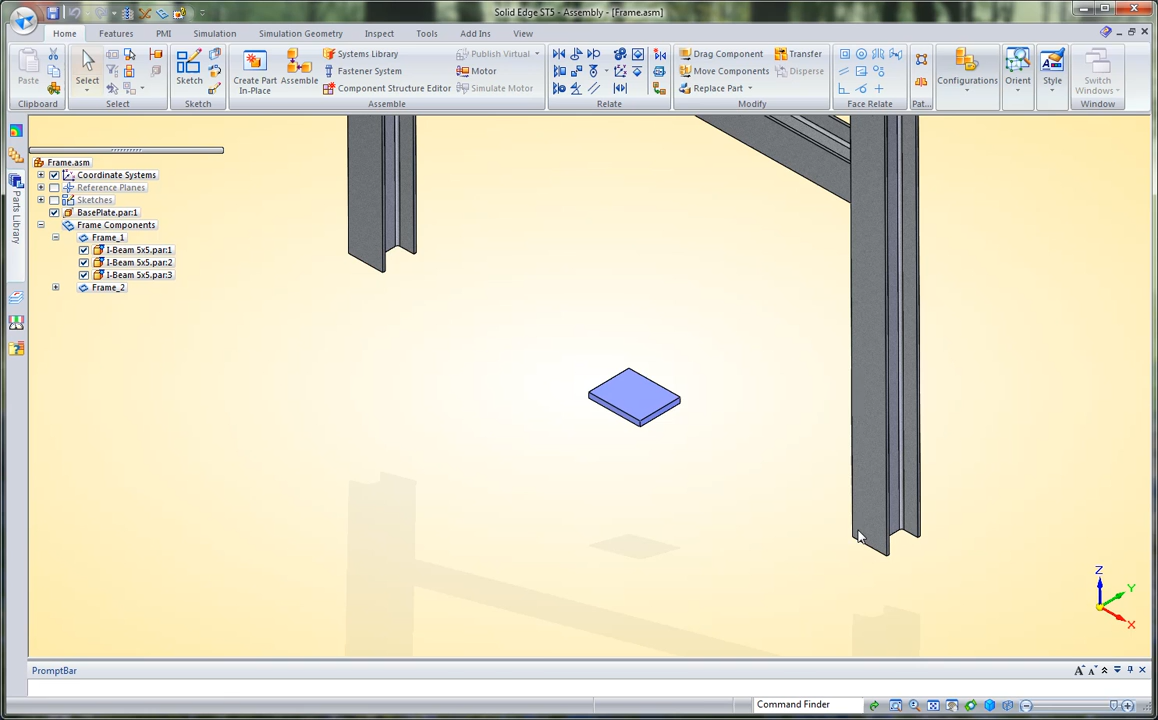 Solid Edge ST5 - Assembly - [Frame.asm]
Home Features PMI Simulation Simulation Geometry Inspect Tools Add Ins View
Paste
Clipboard
Select
Select
Sketch
Sketch
Create Part
In-Place
Assemble
Systems Library
Fastener System
Component Structure Editor
Publish Virtual
Motor
Simulate Motor
Assemble
Relate
Drag Component
Move Components
Replace Part
Transfer
Disperse
Modify
Face Relate
Pat...
Configurations
Orient
Style
Switch
Windows
Window
Parts Library
Frame.asm
Coordinate Systems
Reference Planes
Sketches
BasePlate.par:1
Frame Components
Frame_1
I-Beam 5x5.par:1
I-Beam 5x5.par:2
I-Beam 5x5.par:3
Frame_2
Z
Y
X
PromptBar
Command Finder